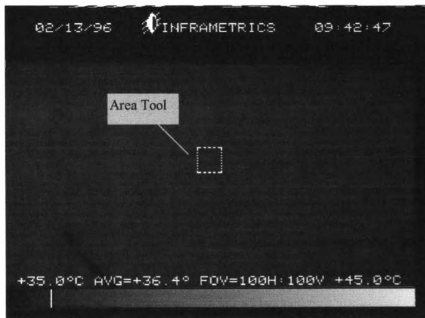 02/13/96 INFRAMETRICS 09:42:47
Area Tool
+35.0°C AVG=+36.4° FOV=100H:100V +45.0°C